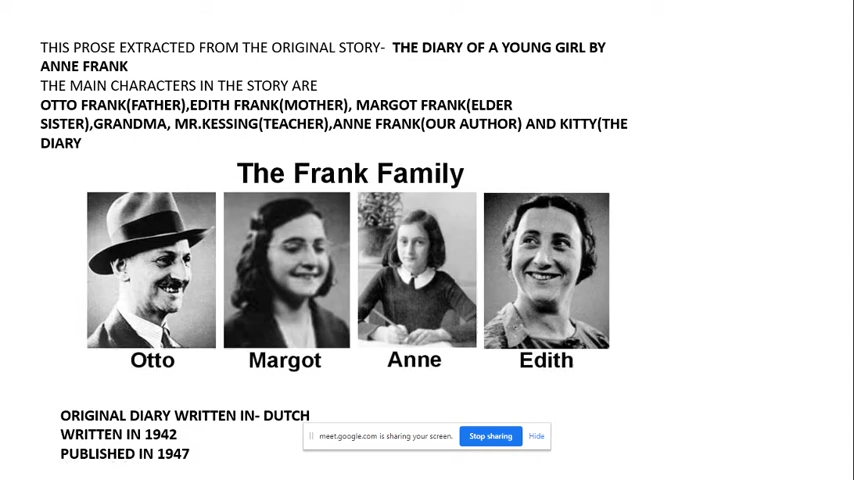 THIS PROSE EXTRACTED FROM THE ORIGINAL STORY- THE DIARY OF A YOUNG GIRL BY
ANNE FRANK
THE MAIN CHARACTERS IN THE STORY ARE
OTTO FRANK(FATHER),EDITH FRANK(MOTHER), MARGOT FRANK(ELDER
SISTER),GRANDMA, MR.KESSING(TEACHER),ANNE FRANK(OUR AUTHOR) AND KITTY(THE
DIARY
The Frank Family
Otto Margot Anne Edith
ORIGINAL DIARY WRITTEN IN- DUTCH
WRITTEN IN 1942
PUBLISHED IN 1947
meet.google.com is sharing your screen. Stop sharing Hide